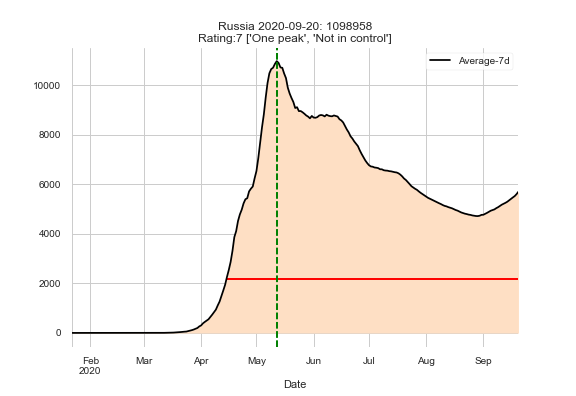 Russia 2020-09-20: 1098958
Rating:7 ['One peak', 'Not in control']
Average-7d
10000
8000
6000
4000
2000
0
Feb Mar Apr May Jun Jul Aug Sep
2020
Date